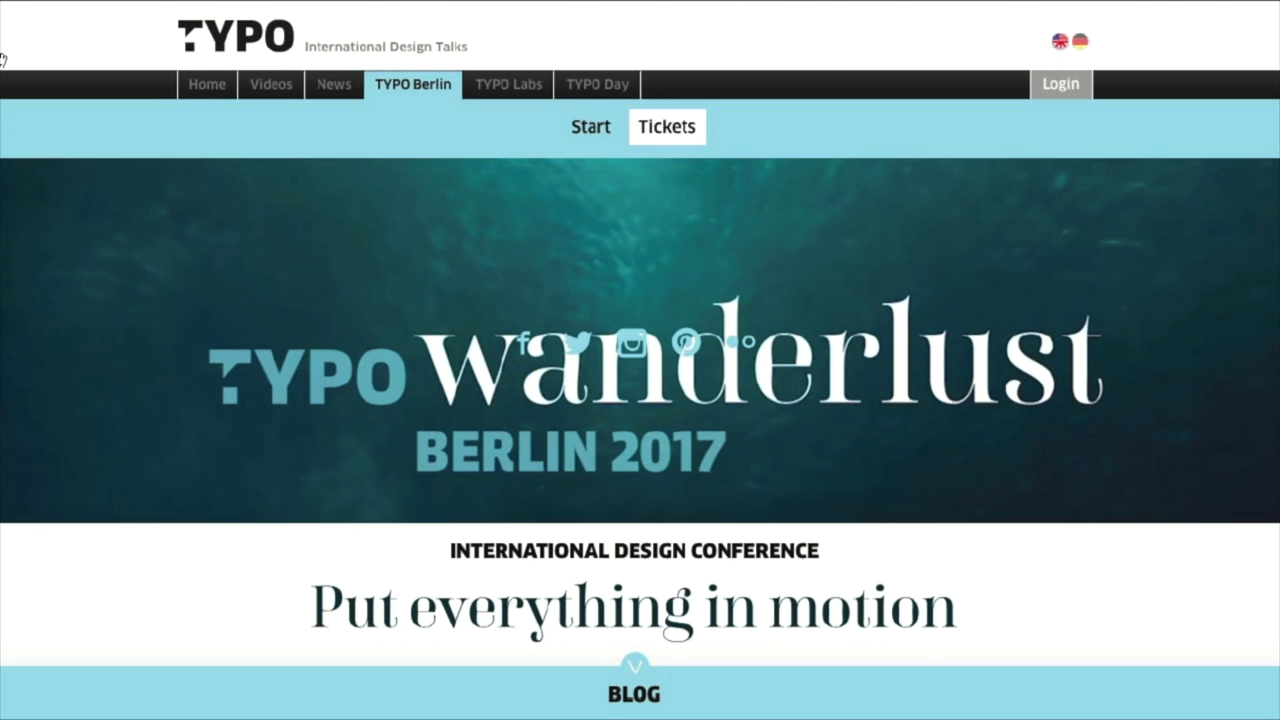 TYPO International Design Talks
Home Videos News TYPO Berlin TYPO Labs TYPO Day Login
Start Tickets
TYPO wanderlust
BERLIN 2017
INTERNATIONAL DESIGN CONFERENCE
Put everything in motion
BLOG